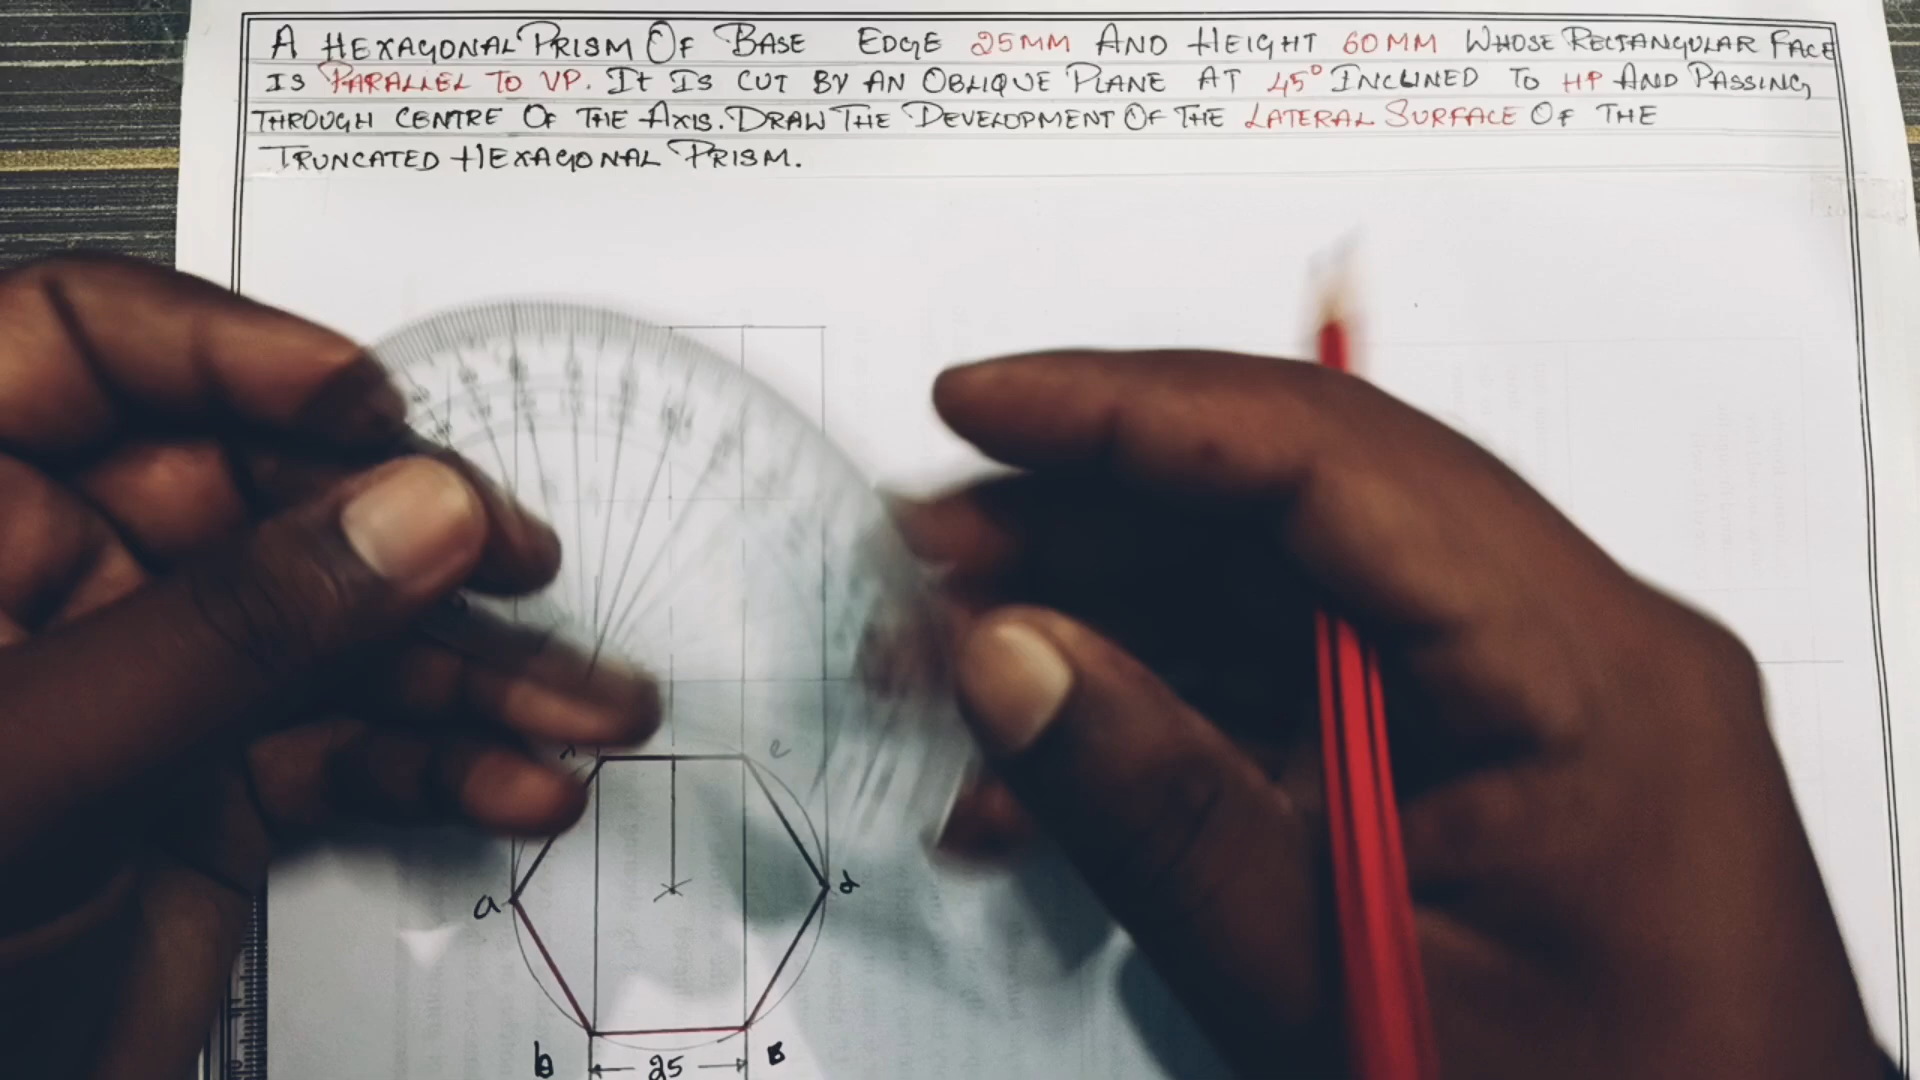 A HEXAGONAL PRISM OF BASE EDGE 25MM AND HEIGHT 60MM WHOSE RECTANGULAR FACE
IS PARALLEL TO VP. IT IS CUT BY AN OBLIQUE PLANE AT 45° INCLINED TO HP AND PASSING
THROUGH CENTRE OF THE AXIS. DRAW THE DEVELOPMENT OF THE LATERAL SURFACE OF THE
TRUNCATED HEXAGONAL PRISM.
e
a
d
b
25